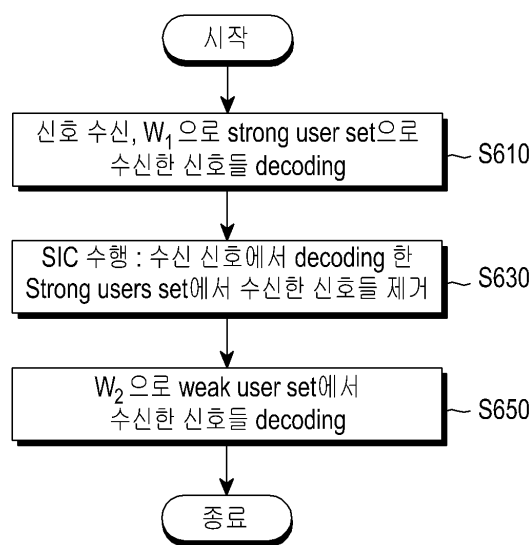 시작
신호 수신, W1 으로 strong user set으로
수신한 신호들 decoding
S610
SIC 수행 : 수신 신호에서 decoding 한
Strong users set에서 수신한 신호들 제거
S630
W2 으로 weak user set에서
수신한 신호들 decoding
S650
종료